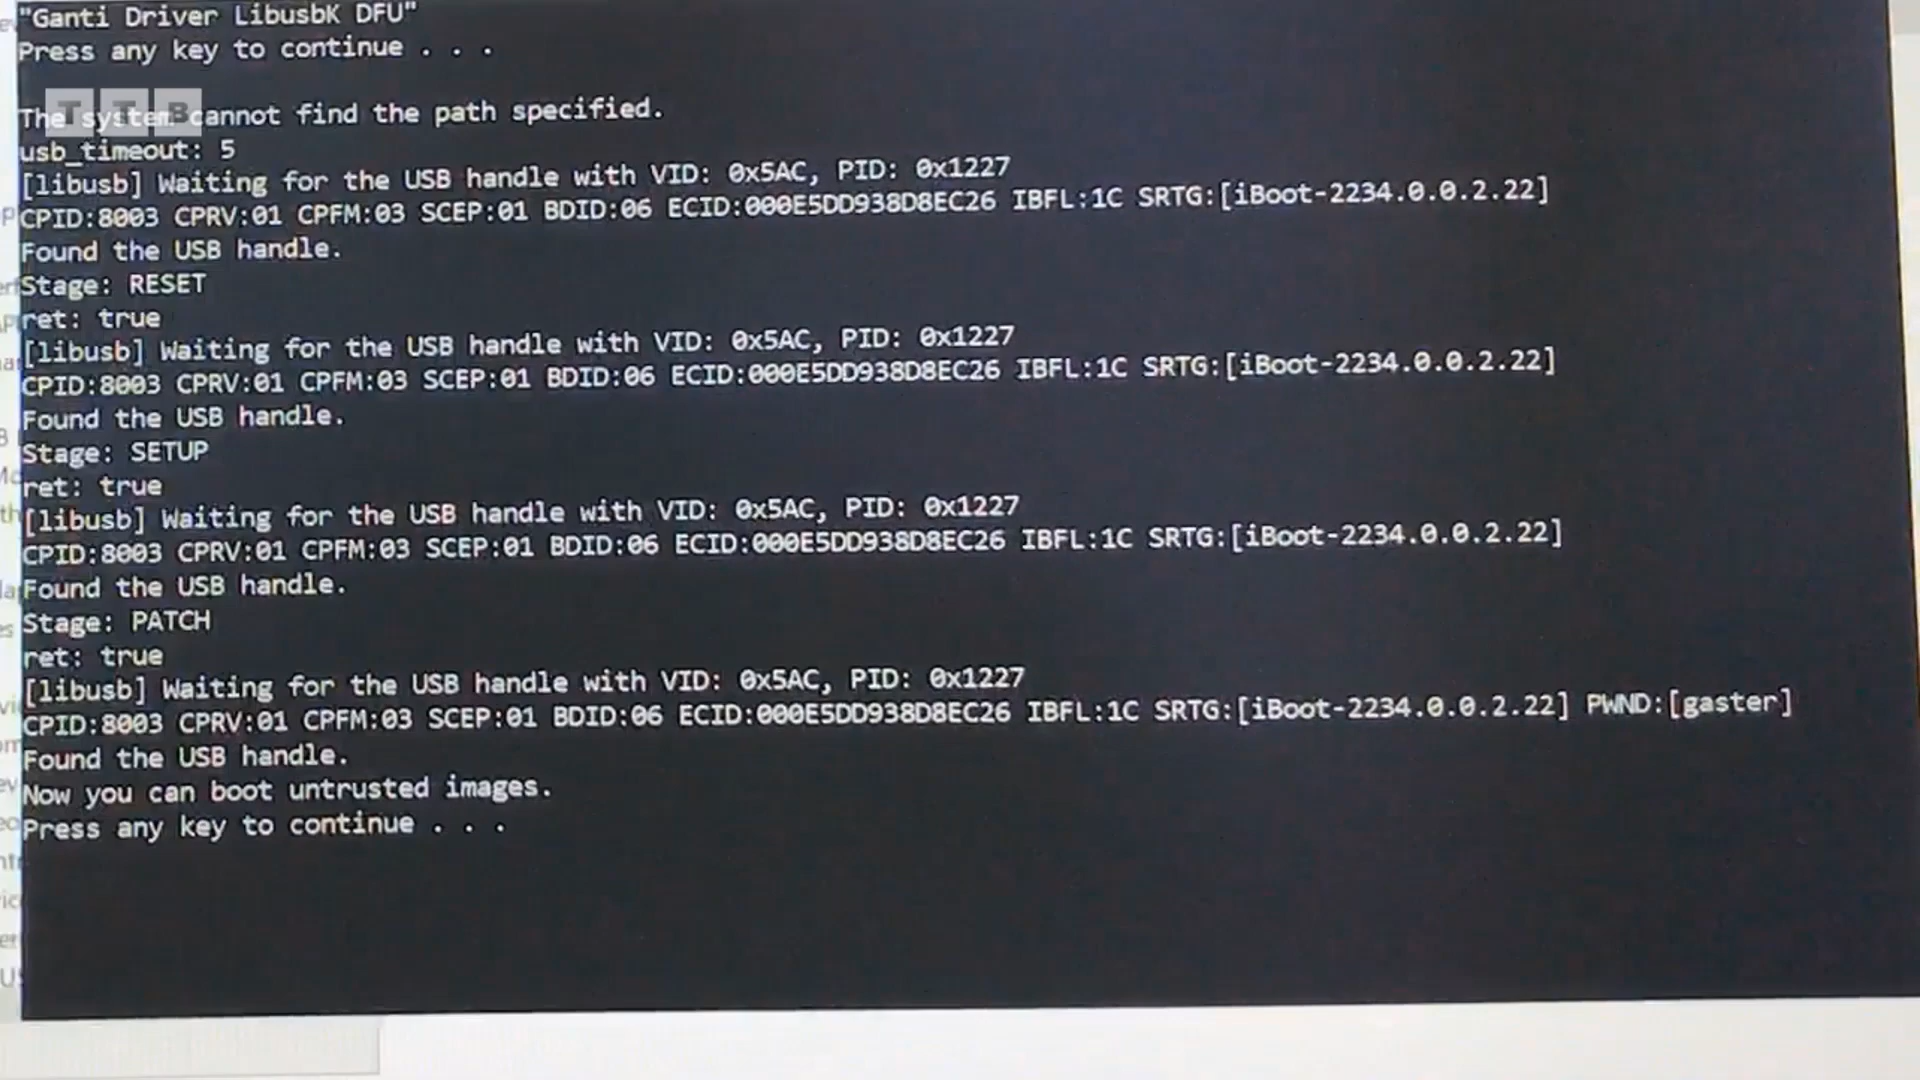 "Ganti Driver LibusbK DFU"
Press any key to continue . . .
TTB
The system cannot find the path specified.
usb_timeout: 5
[libusb] Waiting for the USB handle with VID: 0x5AC, PID: 0x1227
CPID:8003 CPRV:01 CPFM:03 SCEP:01 BDID:06 ECID:000E5DD938D8EC26 IBFL:1C SRTG:[iBoot-2234.0.0.2.22]
Found the USB handle.
Stage: RESET
ret: true
[libusb] Waiting for the USB handle with VID: 0x5AC, PID: 0x1227
CPID:8003 CPRV:01 CPFM:03 SCEP:01 BDID:06 ECID:000E5DD938D8EC26 IBFL:1C SRTG:[iBoot-2234.0.0.2.22]
Found the USB handle.
Stage: SETUP
ret: true
[libusb] Waiting for the USB handle with VID: 0x5AC, PID: 0x1227
CPID:8003 CPRV:01 CPFM:03 SCEP:01 BDID:06 ECID:000E5DD938D8EC26 IBFL:1C SRTG:[iBoot-2234.0.0.2.22]
Found the USB handle.
Stage: PATCH
ret: true
[libusb] Waiting for the USB handle with VID: 0x5AC, PID: 0x1227
CPID:8003 CPRV:01 CPFM:03 SCEP:01 BDID:06 ECID:000E5DD938D8EC26 IBFL:1C SRTG:[iBoot-2234.0.0.2.22] PWND:[gaster]
Found the USB handle.
Now you can boot untrusted images.
Press any key to continue . . .